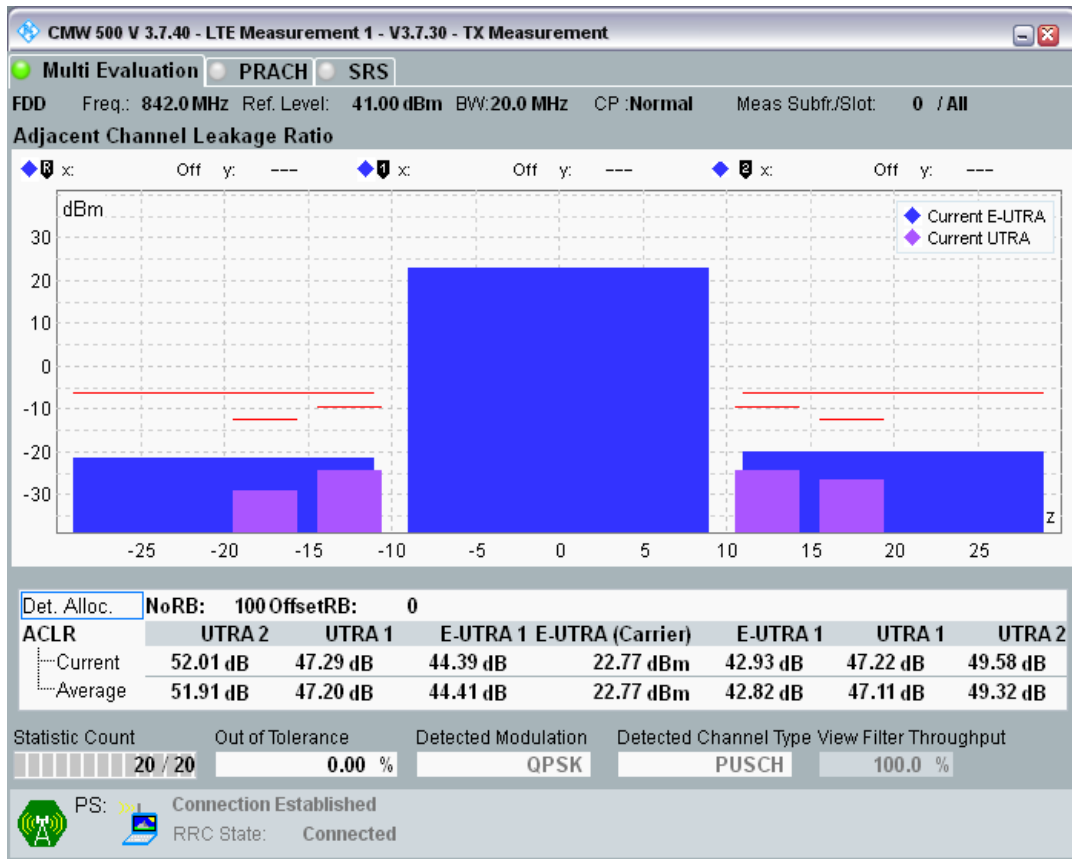 CMW 500 V 3.7.40 - LTE Measurement 1 - V3.7.30 - TX Measurement
Multi Evaluation PRACH SRS
FDD Freq.: 842.0 MHz Ref. Level: 41.00 dBm BW: 20.0 MHz CP : Normal Meas Subfr./Slot: 0 / All
Adjacent Channel Leakage Ratio
R x: Off y: --- 1 x: Off y: --- 2 x: Off y: ---
dBm
Current E-UTRA
Current UTRA
30
20
10
0
-10
-20
-30
z
-25 -20 -15 -10 -5 0 5 10 15 20 25
Det. Alloc. NoRB: 100 OffsetRB: 0
ACLR UTRA 2 UTRA 1 E-UTRA 1 E-UTRA (Carrier) E-UTRA 1 UTRA 1 UTRA 2
Current 52.01 dB 47.29 dB 44.39 dB 22.77 dBm 42.93 dB 47.22 dB 49.58 dB
Average 51.91 dB 47.20 dB 44.41 dB 22.77 dBm 42.82 dB 47.11 dB 49.32 dB
Statistic Count Out of Tolerance Detected Modulation Detected Channel Type View Filter Throughput
20 / 20 0.00 % QPSK PUSCH 100.0 %
PS: Connection Established
RRC State: Connected